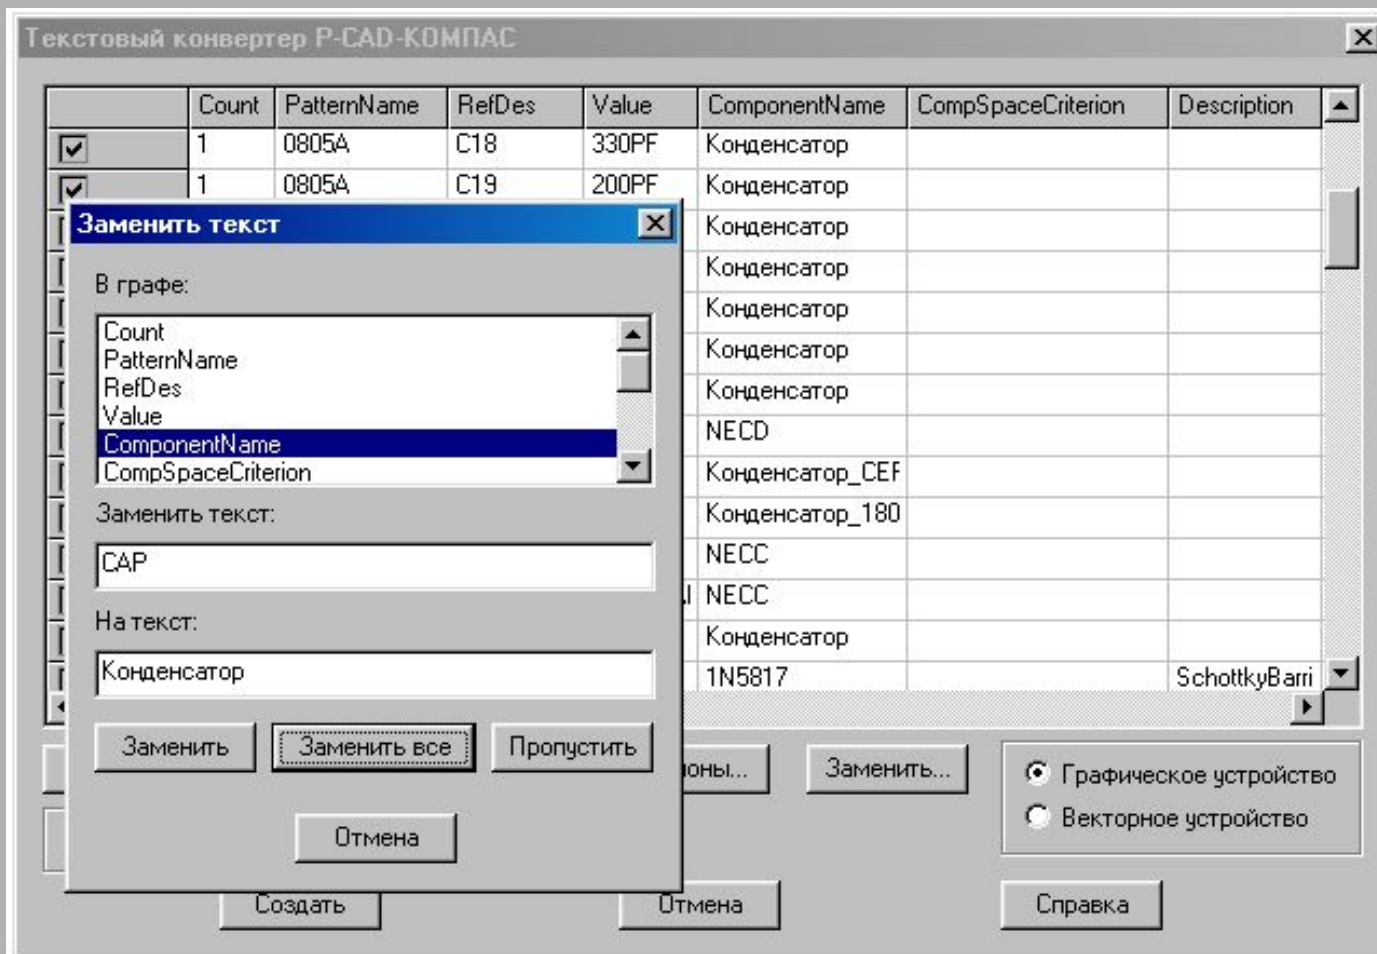 Текстовый конвертер P-CAD-КОМПАС
Count PatternName RefDes Value ComponentName CompSpaceCriterion Description
1 0805A C18 330PF Конденсатор
1 0805A C19 200PF Конденсатор
Заменить текст
Конденсатор
Конденсатор
Конденсатор
Конденсатор
Конденсатор
NECD
Конденсатор_CER
Конденсатор_180
NECC
NECC
Конденсатор
1N5817 SchottkyBarri
В графе:
Count
PatternName
RefDes
Value
ComponentName
CompSpaceCriterion
Заменить текст:
CAP
На текст:
Конденсатор
Заменить Заменить все Пропустить
Отмена
оны... Заменить...
Графическое устройство
Векторное устройство
Создать Отмена Справка